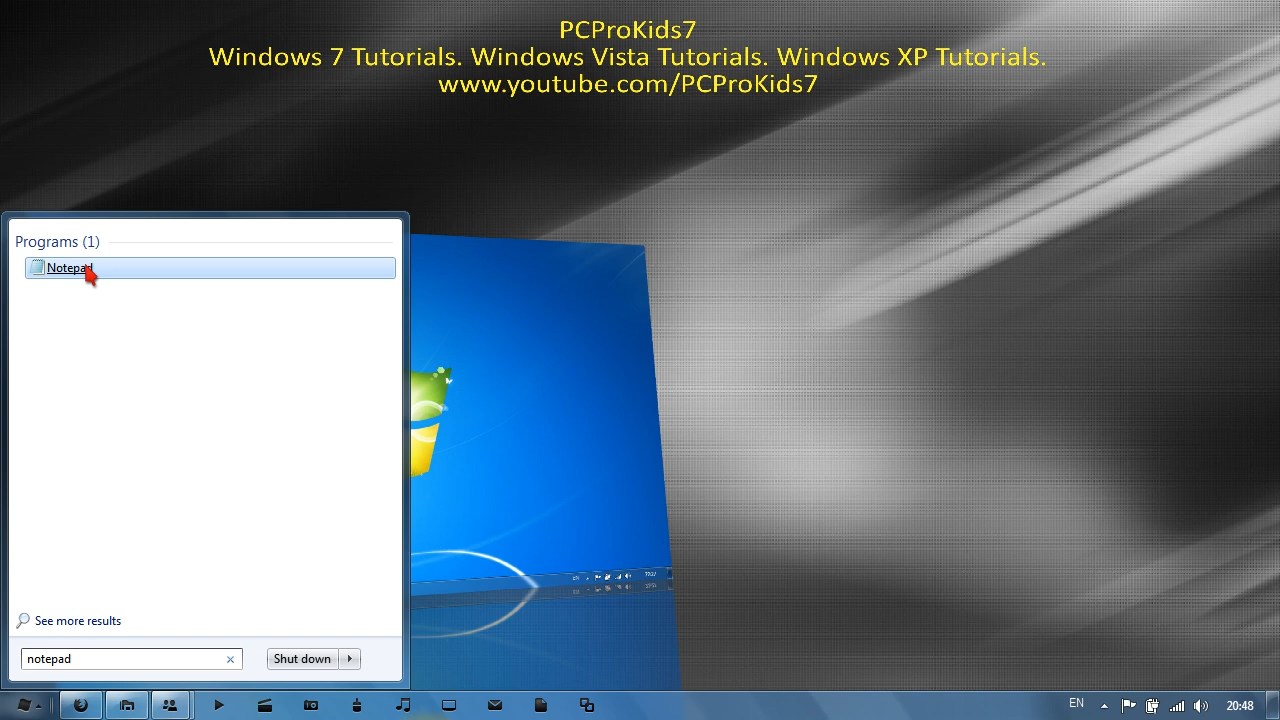 PCProKids7
Windows 7 Tutorials. Windows Vista Tutorials. Windows XP Tutorials.
www.youtube.com/PCProKids7
Programs (1)
Notepad
See more results
notepad
Shut down
EN
20:48